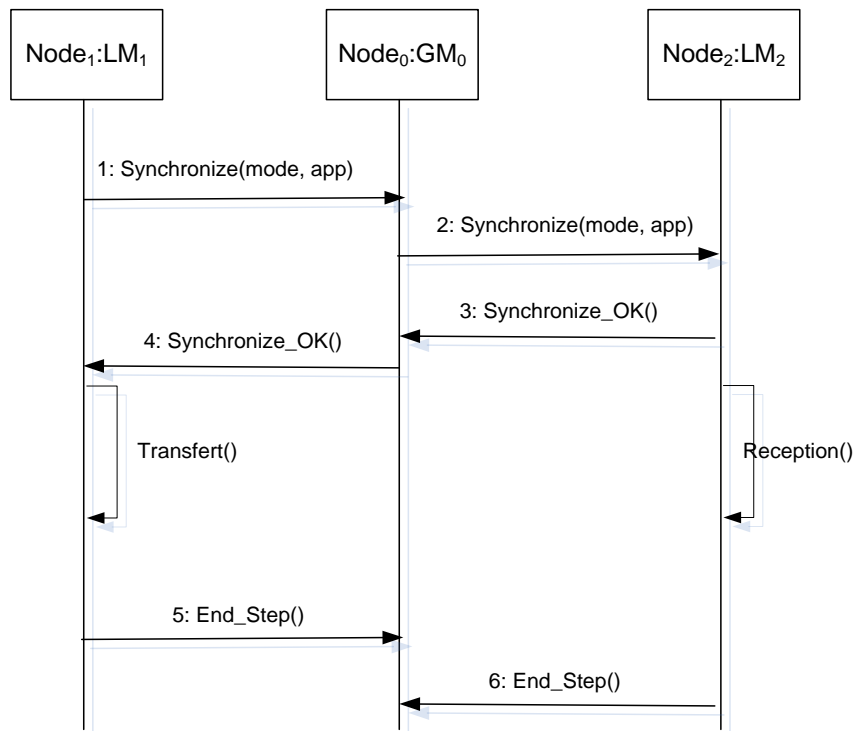 Node₁:LM₁
Node₀:GM₀
Node₂:LM₂
1: Synchronize(mode, app)
2: Synchronize(mode, app)
3: Synchronize_OK()
4: Synchronize_OK()
Transfert()
Reception()
5: End_Step()
6: End_Step()